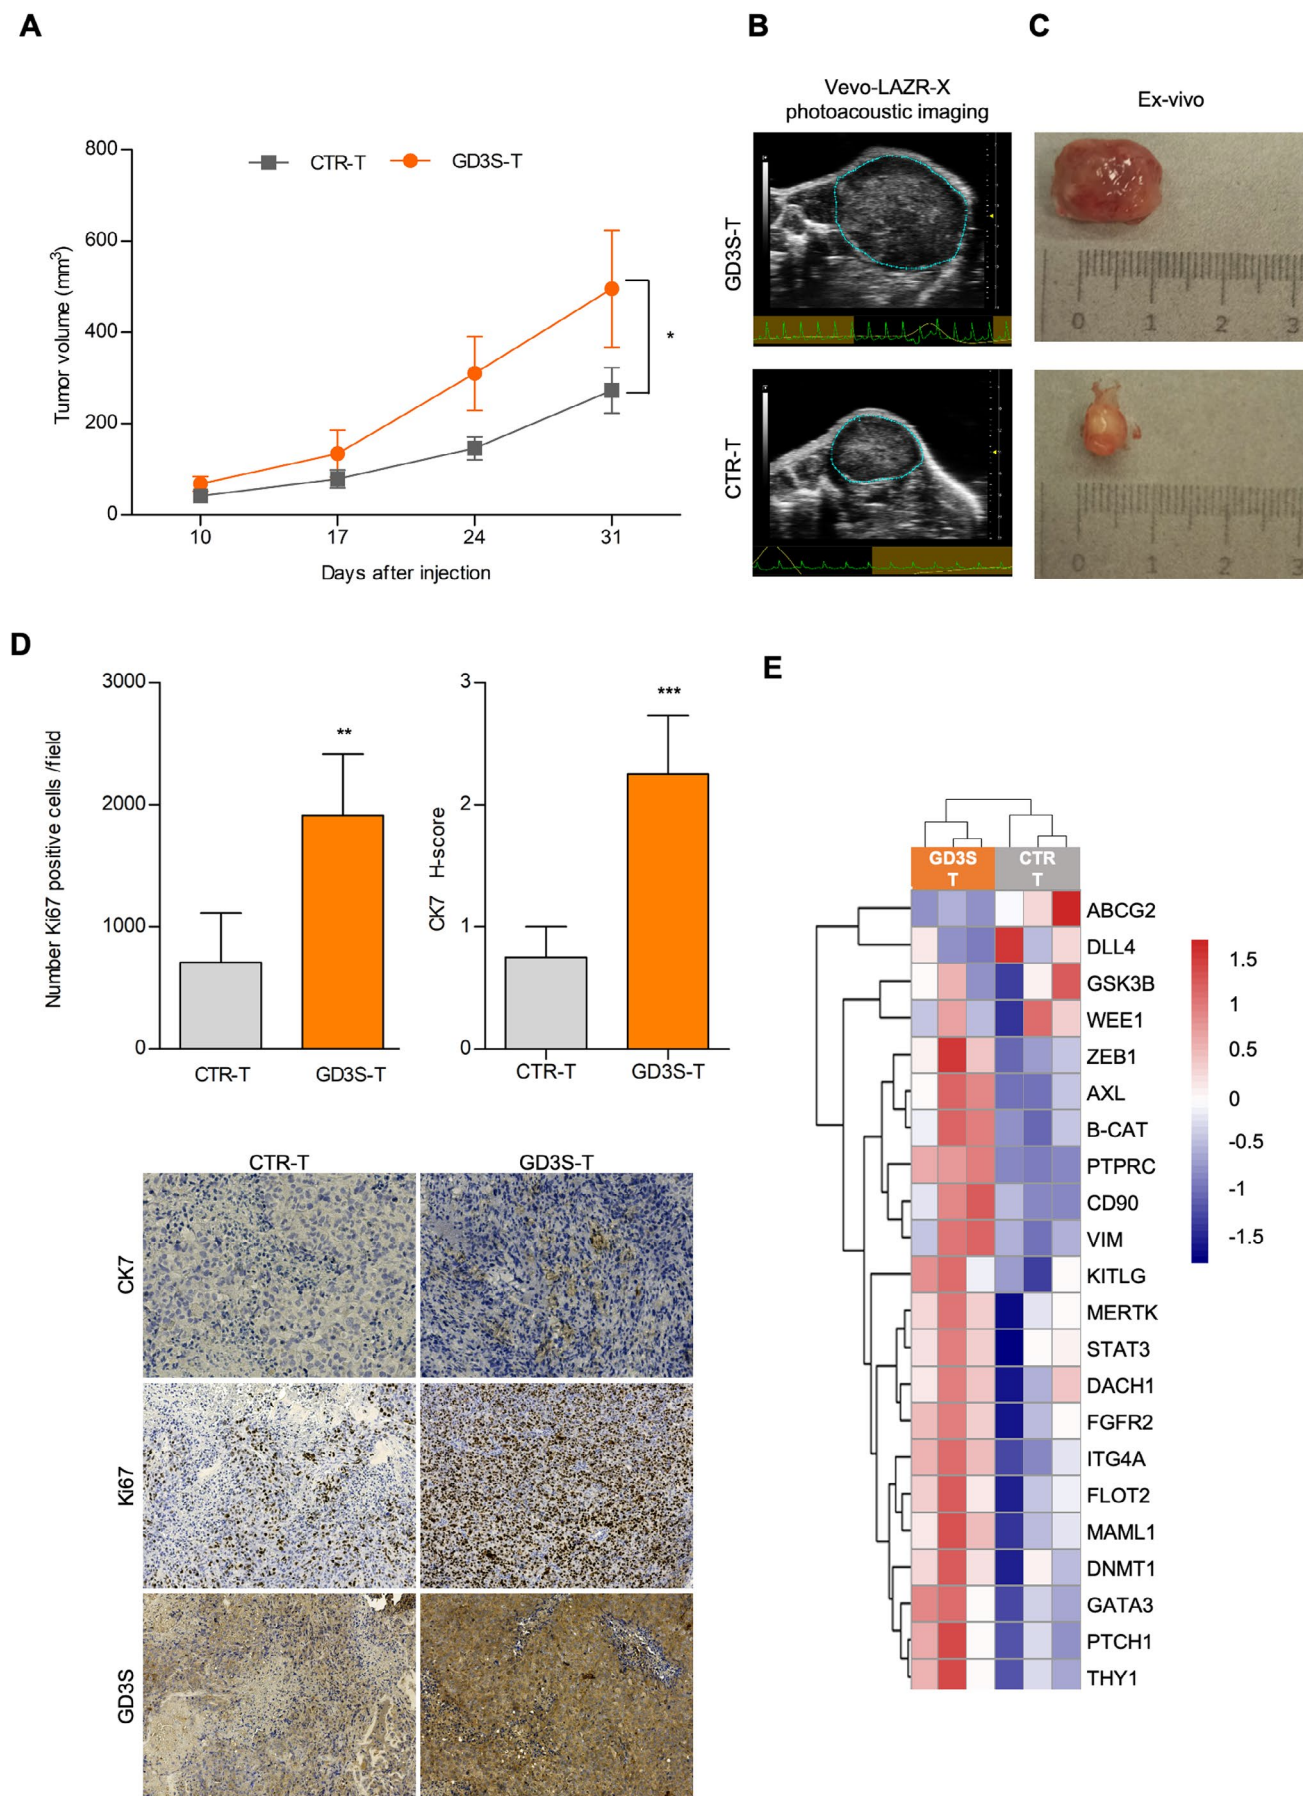 A
B
C
Vevo-LAZR-X
photoacoustic imaging
Ex-vivo
CTR-T
GD3S-T
Tumor volume (mm³)
800
600
400
200
0
*
10
17
24
31
Days after injection
GD3S-T
CTR-T
0 1 2 3
0 1 2 3
D
Number Ki67 positive cells /field
3000
2000
1000
0
**
CTR-T
GD3S-T
CK7 H-score
3
2
1
0
***
CTR-T
GD3S-T
CTR-T
GD3S-T
CK7
Ki67
GD3S
E
GD3S
T
CTR
T
ABCG2
DLL4
GSK3B
WEE1
ZEB1
AXL
B-CAT
PTPRC
CD90
VIM
KITLG
MERTK
STAT3
DACH1
FGFR2
ITG4A
FLOT2
MAML1
DNMT1
GATA3
PTCH1
THY1
1.5
1
0.5
0
-0.5
-1
-1.5